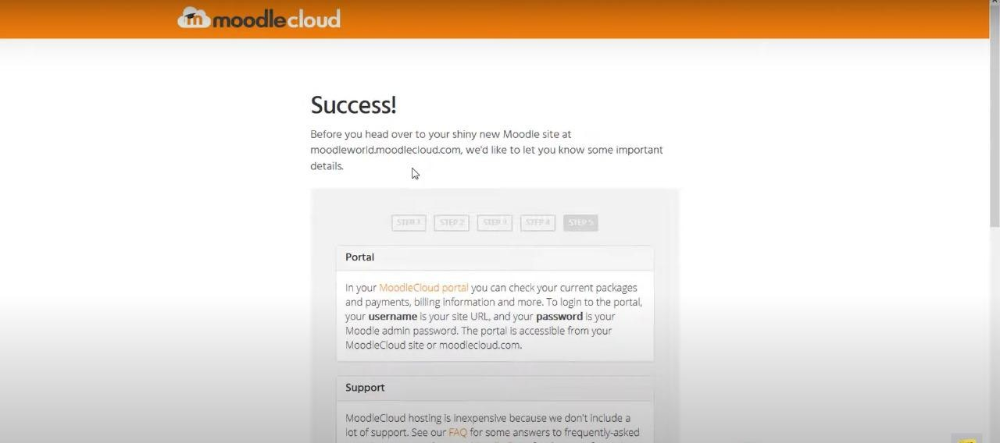 moodlecloud
Success!
Before you head over to your shiny new Moodle site at
moodleworld.moodlecloud.com, we'd like to let you know some important
details.
STEP 1 STEP 2 STEP 3 STEP 4 STEP 5
Portal
In your MoodleCloud portal you can check your current packages
and payments, billing information and more. To login to the portal,
your username is your site URL, and your password is your
Moodle admin password. The portal is accessible from your
MoodleCloud site or moodlecloud.com.
Support
MoodleCloud hosting is inexpensive because we don't include a
lot of support. See our FAQ for some answers to frequently-asked